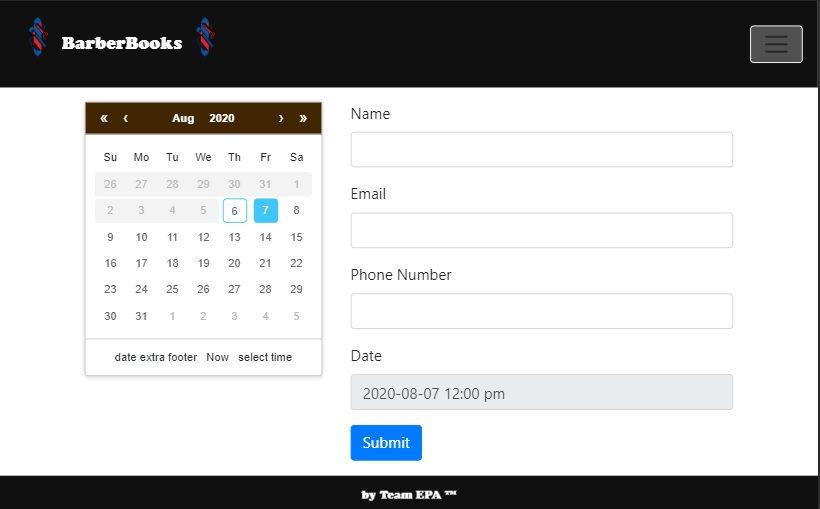 BarberBooks
« ‹ Aug 2020 › »
Su Mo Tu We Th Fr Sa
26 27 28 29 30 31 1
2 3 4 5 6 7 8
9 10 11 12 13 14 15
16 17 18 19 20 21 22
23 24 25 26 27 28 29
30 31 1 2 3 4 5
date extra footer Now select time
Name
Email
Phone Number
Date
2020-08-07 12:00 pm
Submit
by Team EPA ™